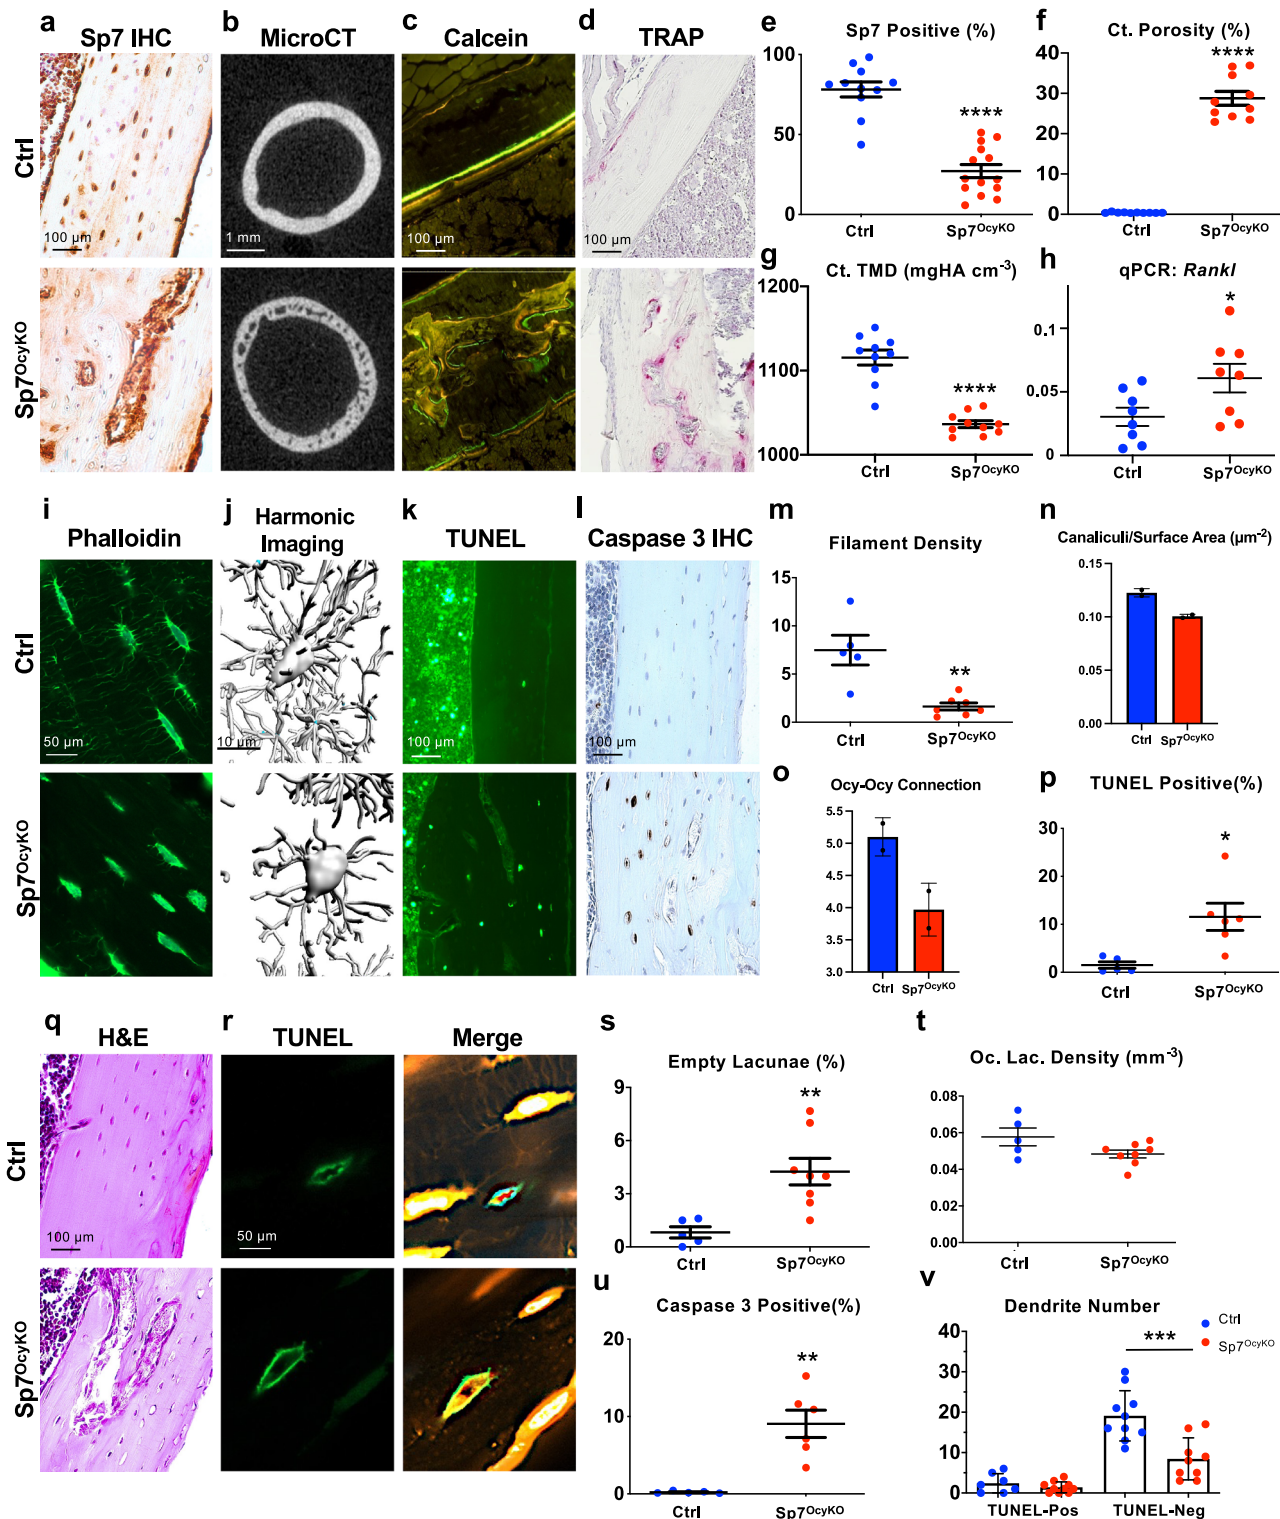 a
Sp7 IHC
b
MicroCT
c
Calcein
d
TRAP
Ctrl
100 µm
1 mm
100 µm
100 µm
Sp7OcyKO
e
Sp7 Positive (%)
100
50
0
****
Ctrl
Sp7OcyKO
f
Ct. Porosity (%)
40
30
20
10
0
****
Ctrl
Sp7OcyKO
g
Ct. TMD (mgHA cm-3)
1200
1100
1000
****
Ctrl
Sp7OcyKO
h
qPCR: Rankl
0.1
0.05
0
*
Ctrl
Sp7OcyKO
i
Phalloidin
j
Harmonic
Imaging
k
TUNEL
l
Caspase 3 IHC
Ctrl
50 µm
10 µm
100 µm
100 µm
Sp7OcyKO
m
Filament Density
15
10
5
0
**
Ctrl
Sp7OcyKO
n
Canaliculi/Surface Area (µm-2)
0.15
0.10
0.05
0.00
Ctrl
Sp7OcyKO
o
Ocy-Ocy Connection
5.5
5.0
4.5
4.0
3.5
3.0
Ctrl
Sp7OcyKO
p
TUNEL Positive(%)
30
20
10
0
*
Ctrl
Sp7OcyKO
q
H&E
r
TUNEL
Merge
Ctrl
100 µm
50 µm
Sp7OcyKO
s
Empty Lacunae (%)
9
6
3
0
**
Ctrl
Sp7OcyKO
t
Oc. Lac. Density (mm-3)
0.08
0.06
0.04
0.02
0.00
Ctrl
Sp7OcyKO
u
Caspase 3 Positive(%)
20
10
0
**
Ctrl
Sp7OcyKO
v
Dendrite Number
Ctrl
Sp7OcyKO
40
30
20
10
0
***
TUNEL-Pos
TUNEL-Neg